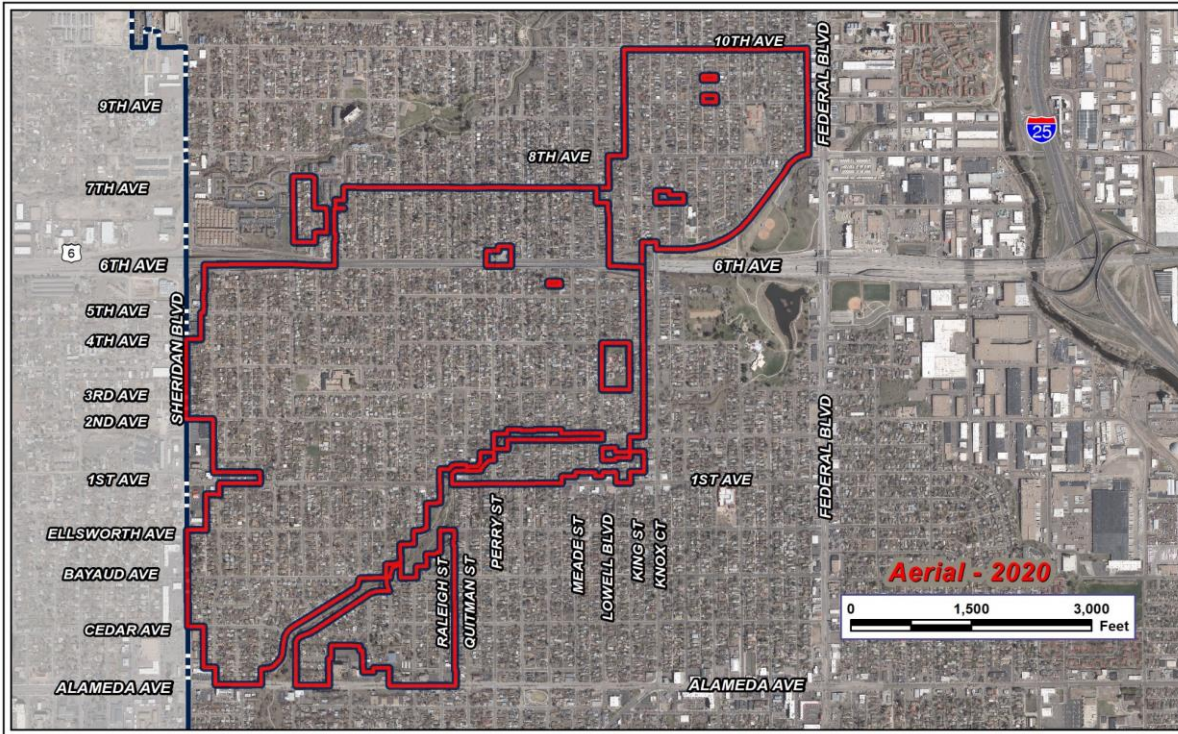 10TH AVE
FEDERAL BLVD
9TH AVE
25
8TH AVE
7TH AVE
6
6TH AVE
6TH AVE
5TH AVE
4TH AVE
SHERIDAN BLVD
3RD AVE
2ND AVE
1ST AVE
1ST AVE
FEDERAL BLVD
PERRY ST
ELLSWORTH AVE
MEADE ST
LOWELL BLVD
KING ST
KNOX CT
BAYAUD AVE
RALEIGH ST
QUITMAN ST
Aerial - 2020
0 1,500 3,000
Feet
CEDAR AVE
ALAMEDA AVE
ALAMEDA AVE